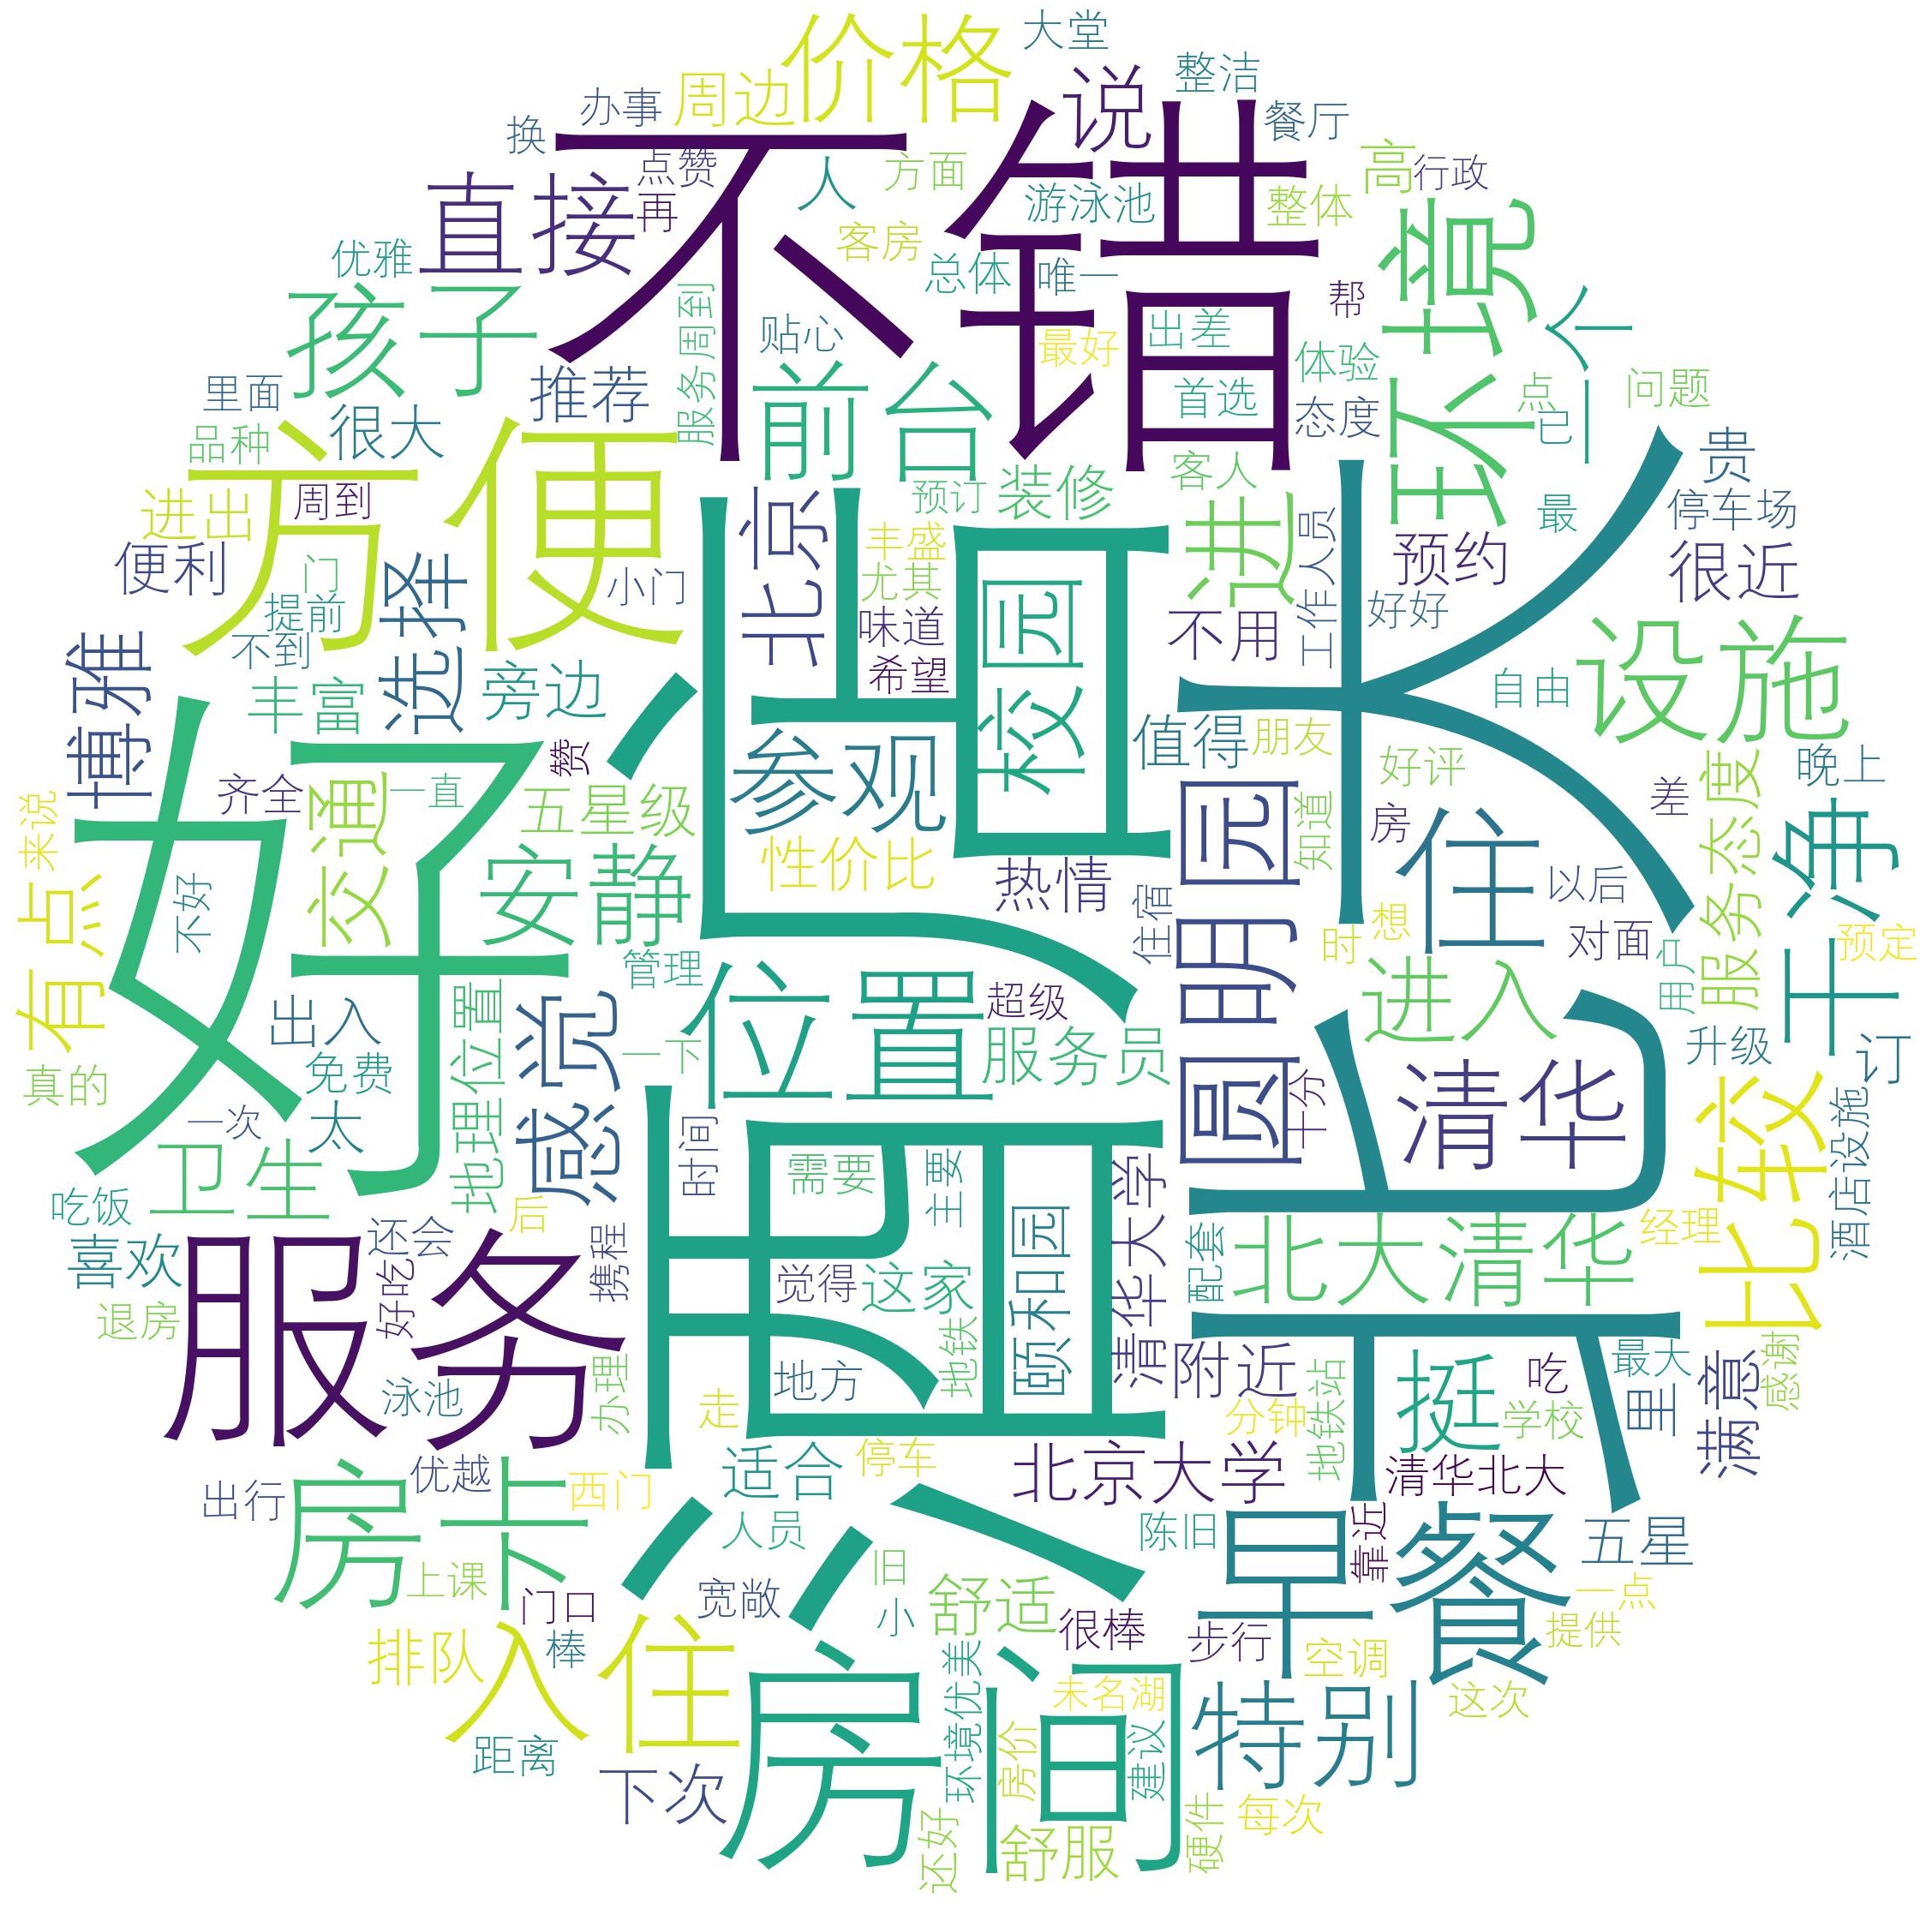 大堂
价格
整洁
周边
说
办事
餐厅
换
不错
高
行政
点赞
人
方面
直接
再
游泳池
整体
环境
客房
优雅
总体
唯一
帮
一个
孩子
服务周到
贴心
最好
出差
体验
推荐
前台
里面
很大
首选
态度
点
已
问题
品种
方便
北京
预订
装修
客人
贵
进出
周到
丰盛
校园
进
工作人员
预约
最
停车场
便利
门
尤其
很近
选择
小门
提前
味道
不用
好好
博雅
不到
希望
丰富
旁边
酒店
北大
自由
设施
好
参观
值得
朋友
赞
齐全
交通
一直
五星级
好评
晚上
来说
性价比
圆明园
知道
房
住
差
服务态度
干净
安静
热情
以后
有点
不好
住宿
时
想
对面
预定
管理
位置
进入
用户
出入
地理位置
感觉
一下
超级
服务员
清华
升级
订
真的
免费
十分
一次
太
时间
比较
酒店设施
卫生
需要
主要
清华大学
吃饭
后
颐和园
配套
北大清华
经理
服务
还会
携程
喜欢
好吃
觉得
这家
退房
地铁
附近
挺
吃
最大
感谢
泳池
办理
地方
走
分钟
地铁站
学校
里
满意
房卡
优越
西门
适合
停车
北京大学
清华北大
出行
人员
陈旧
早餐
靠近
五星
上课
门口
宽敞
旧
舒适
一点
排队
入住
棒
小
很棒
步行
空调
提供
房间
环境优美
未名湖
特别
这次
距离
房价
建议
下次
还好
舒服
硬件
每次